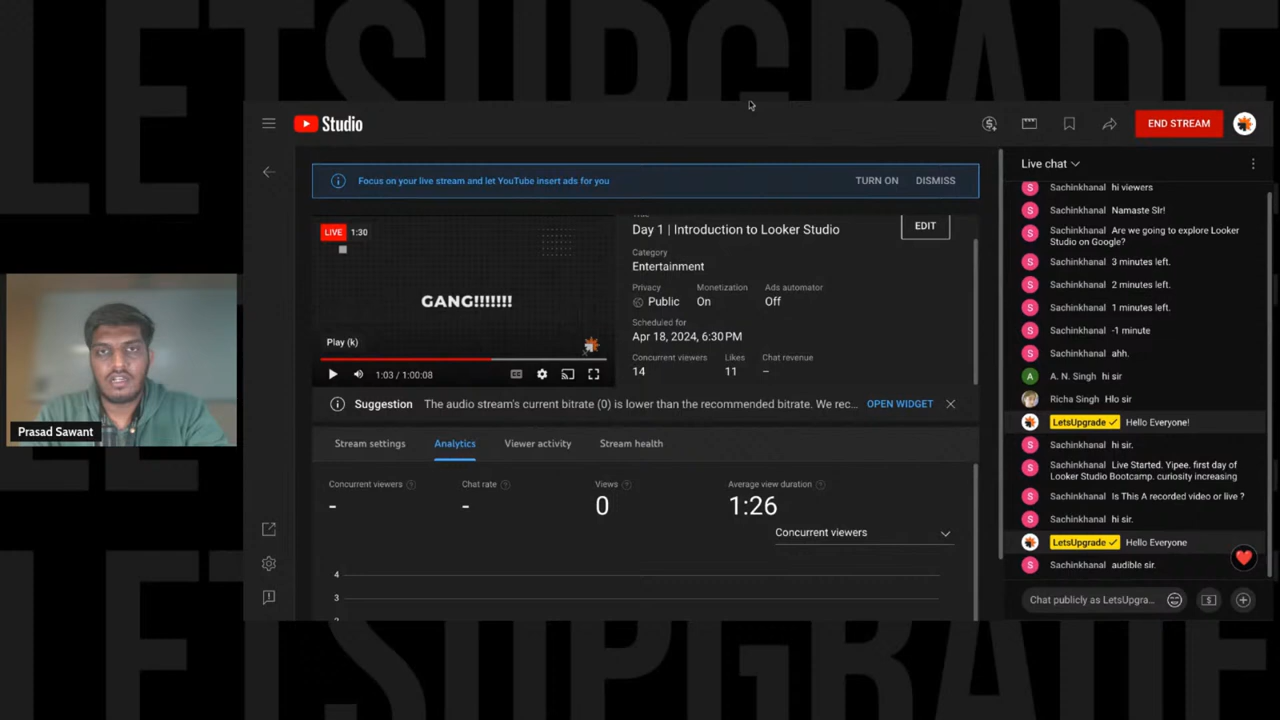 LETSUPGRADE
Studio
END STREAM
Focus on your live stream and let YouTube insert ads for you
TURN ON
DISMISS
LIVE 1:30
GANG!!!!!!!
Play (k)
1:03 / 1:00:08
Day 1 | Introduction to Looker Studio
EDIT
Category
Entertainment
Privacy
Public
Monetization
On
Ads automator
Off
Scheduled for
Apr 18, 2024, 6:30 PM
Concurrent viewers
14
Likes
11
Chat revenue
–
Suggestion The audio stream's current bitrate (0) is lower than the recommended bitrate. We rec...
OPEN WIDGET
Stream settings
Analytics
Viewer activity
Stream health
Concurrent viewers
-
Chat rate
-
Views
0
Average view duration
1:26
Concurrent viewers
4
3
Live chat
Sachinkhanal hi viewers
Sachinkhanal Namaste SIr!
Sachinkhanal Are we going to explore Looker
Studio on Google?
Sachinkhanal 3 minutes left.
Sachinkhanal 2 minutes left.
Sachinkhanal 1 minutes left.
Sachinkhanal -1 minute
Sachinkhanal ahh.
A. N. Singh hi sir
Richa Singh Hlo sir
LetsUpgrade Hello Everyone!
Sachinkhanal hi sir.
Sachinkhanal Live Started. Yipee. first day of
Looker Studio Bootcamp. curiosity increasing
Sachinkhanal Is This A recorded video or live ?
Sachinkhanal hi sir.
LetsUpgrade Hello Everyone
Sachinkhanal audible sir.
Chat publicly as LetsUpgra...
Prasad Sawant
LETSUPGRADE